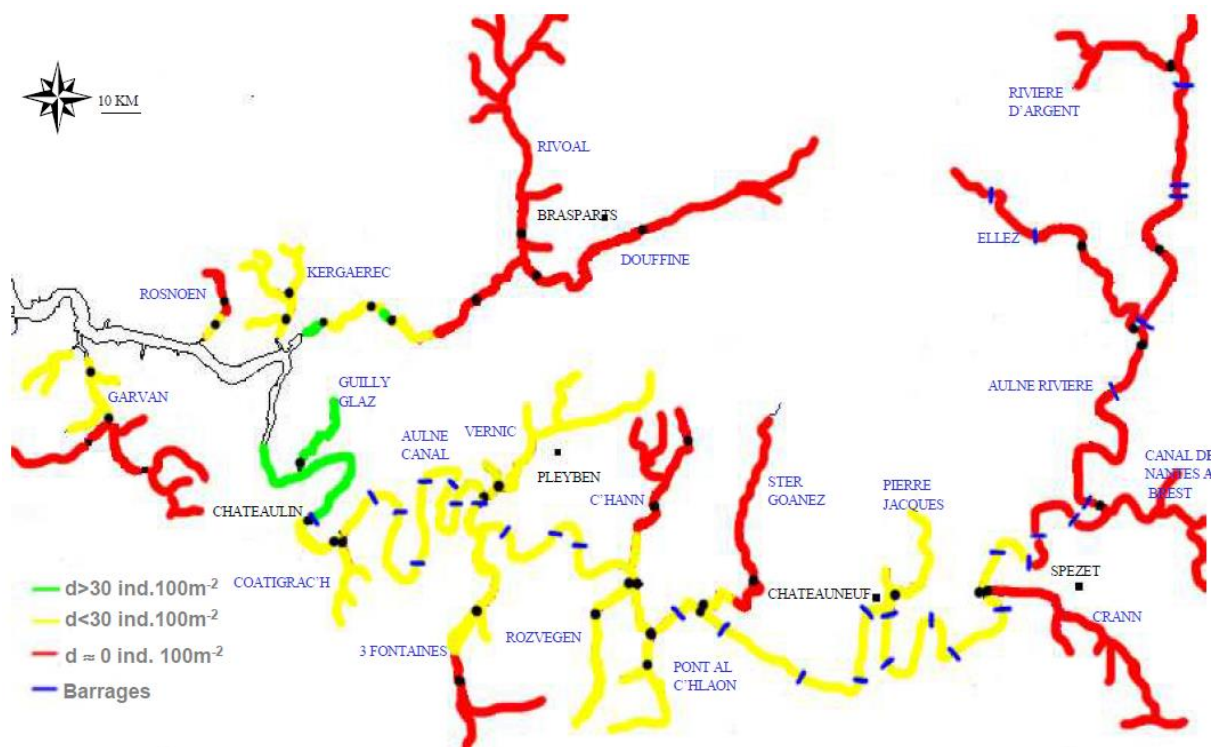 10 KM
RIVIERE
D'ARGENT
RIVOAL
BRASPARTS
ELLEZ
DOUFFINE
KERGAEREC
ROSNOEN
GUILLY
GLAZ
AULNE RIVIERE
GARVAN
AULNE
CANAL
VERNIC
PLEYBEN
CANAL DE
NANTES A
BREST
STER
GOANEZ
PIERRE
JACQUES
C'HANN
CHATEAULIN
COATIGRAC'H
SPEZET
CHATEAUNEUF
CRANN
ROZVEGEN
3 FONTAINES
PONT AL
C'HLAON
d>30 ind.100m⁻²
d<30 ind.100m⁻²
d ≈ 0 ind. 100m⁻²
Barrages